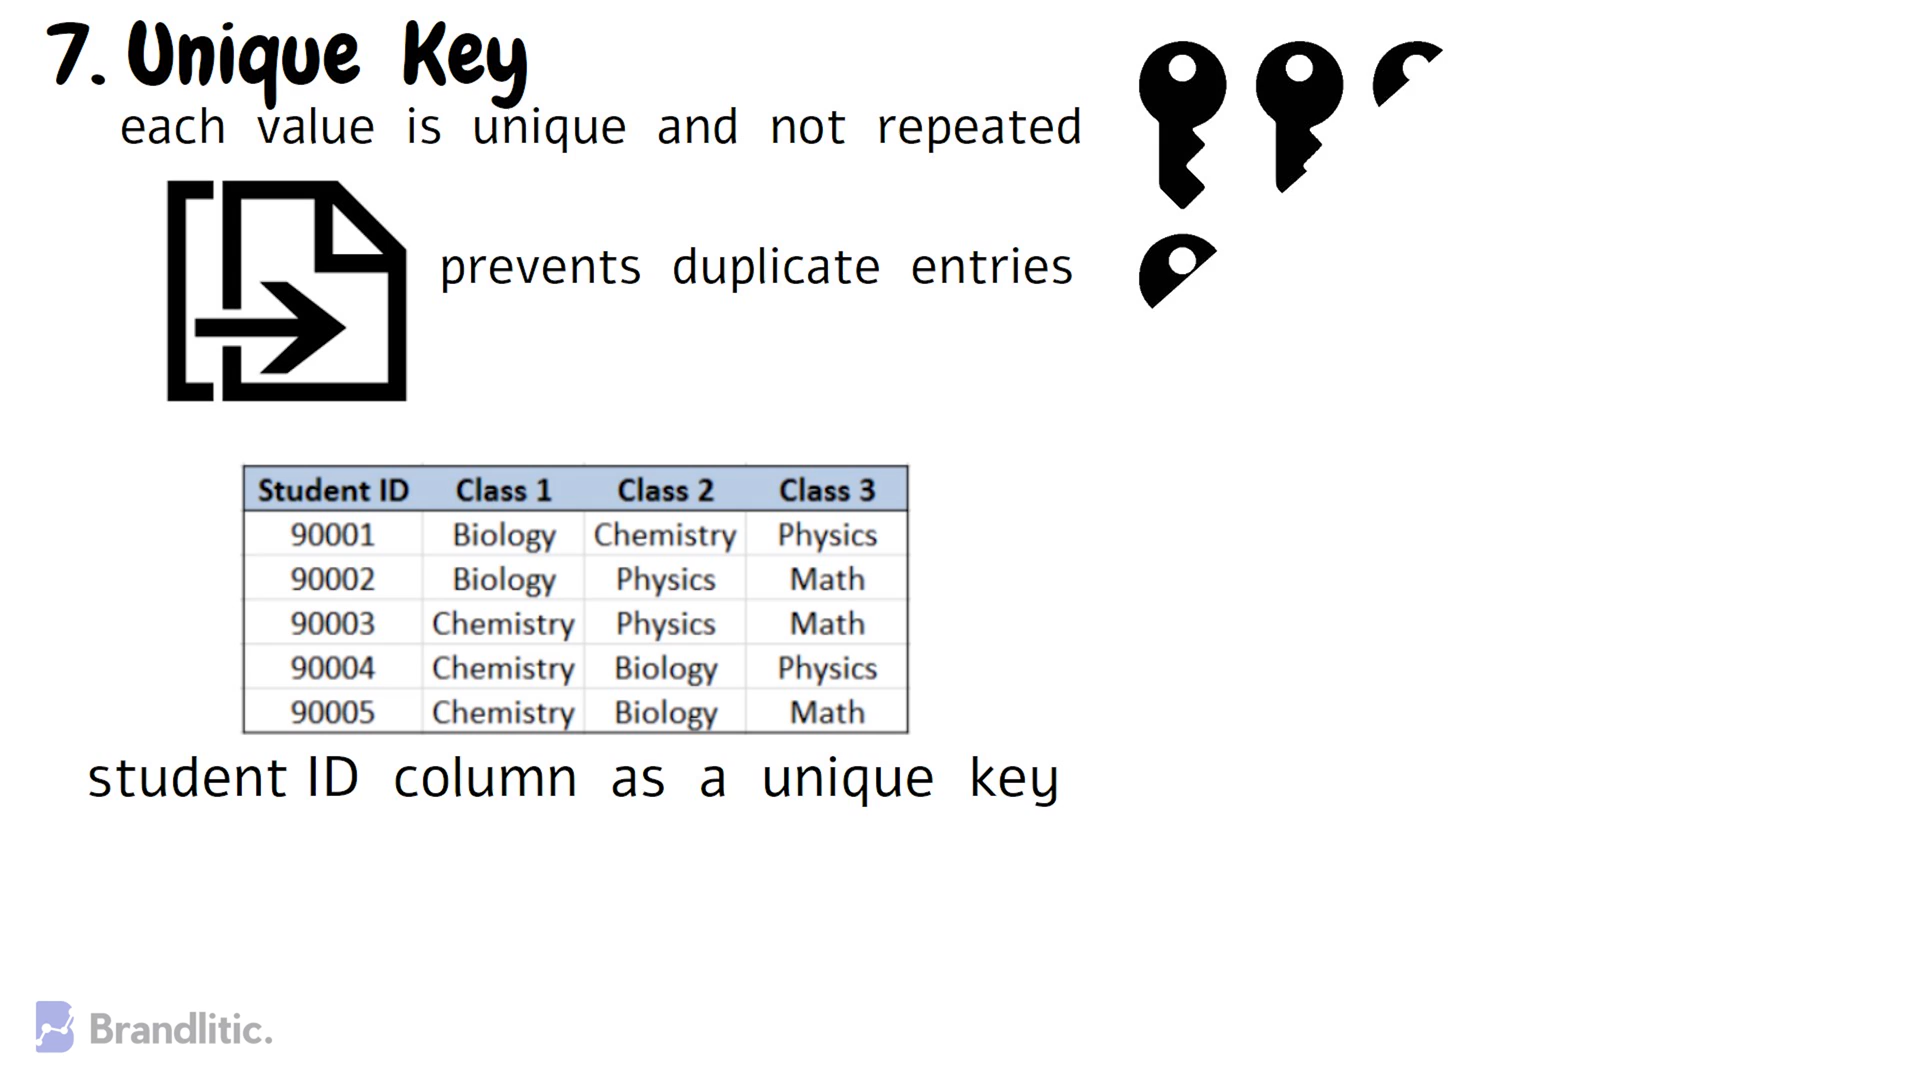 7. Unique Key
each value is unique and not repeated
prevents duplicate entries
Student ID Class 1 Class 2 Class 3
90001 Biology Chemistry Physics
90002 Biology Physics Math
90003 Chemistry Physics Math
90004 Chemistry Biology Physics
90005 Chemistry Biology Math
student ID column as a unique key
Brandlitic.